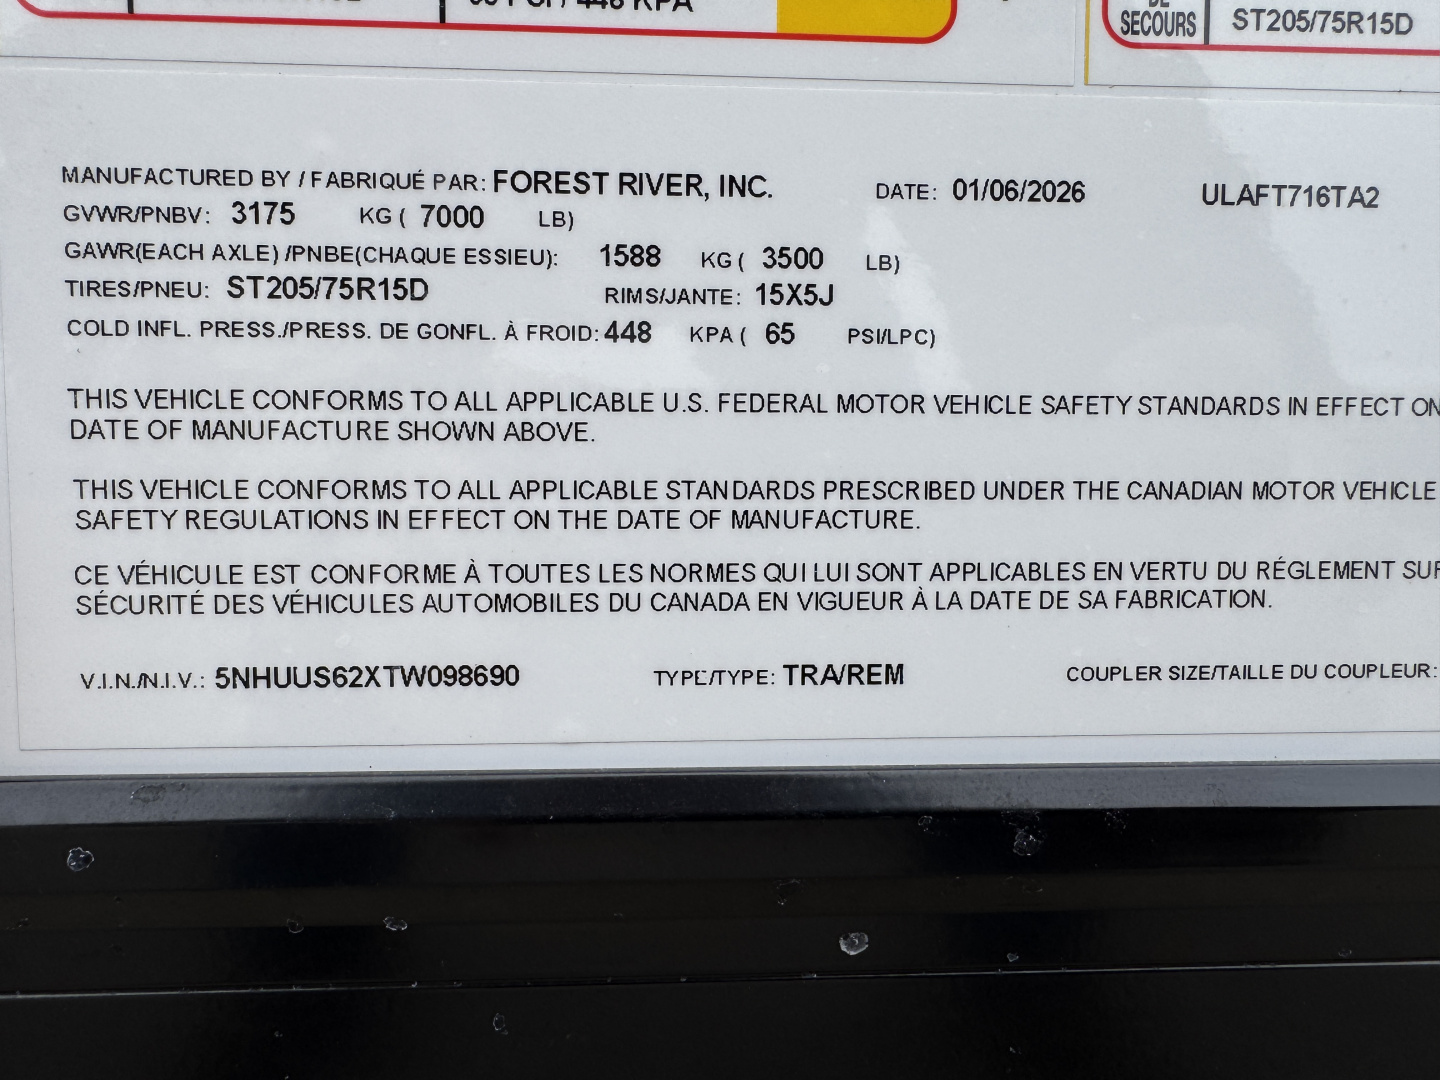 448 KPA
DE
SECOURS ST205/75R15D
MANUFACTURED BY / FABRIQUÉ PAR: FOREST RIVER, INC. DATE: 01/06/2026 ULAFT716TA2
GVWR/PNBV: 3175 KG ( 7000 LB)
GAWR(EACH AXLE) /PNBE(CHAQUE ESSIEU): 1588 KG ( 3500 LB)
TIRES/PNEU: ST205/75R15D RIMS/JANTE: 15X5J
COLD INFL. PRESS./PRESS. DE GONFL. À FROID: 448 KPA ( 65 PSI/LPC)
THIS VEHICLE CONFORMS TO ALL APPLICABLE U.S. FEDERAL MOTOR VEHICLE SAFETY STANDARDS IN EFFECT ON
DATE OF MANUFACTURE SHOWN ABOVE.
THIS VEHICLE CONFORMS TO ALL APPLICABLE STANDARDS PRESCRIBED UNDER THE CANADIAN MOTOR VEHICLE
SAFETY REGULATIONS IN EFFECT ON THE DATE OF MANUFACTURE.
CE VÉHICULE EST CONFORME À TOUTES LES NORMES QUI LUI SONT APPLICABLES EN VERTU DU RÉGLEMENT SUR
SÉCURITÉ DES VÉHICULES AUTOMOBILES DU CANADA EN VIGUEUR À LA DATE DE SA FABRICATION.
V.I.N./N.I.V.: 5NHUUS62XTW098690 TYPE/TYPE: TRA/REM COUPLER SIZE/TAILLE DU COUPLEUR: